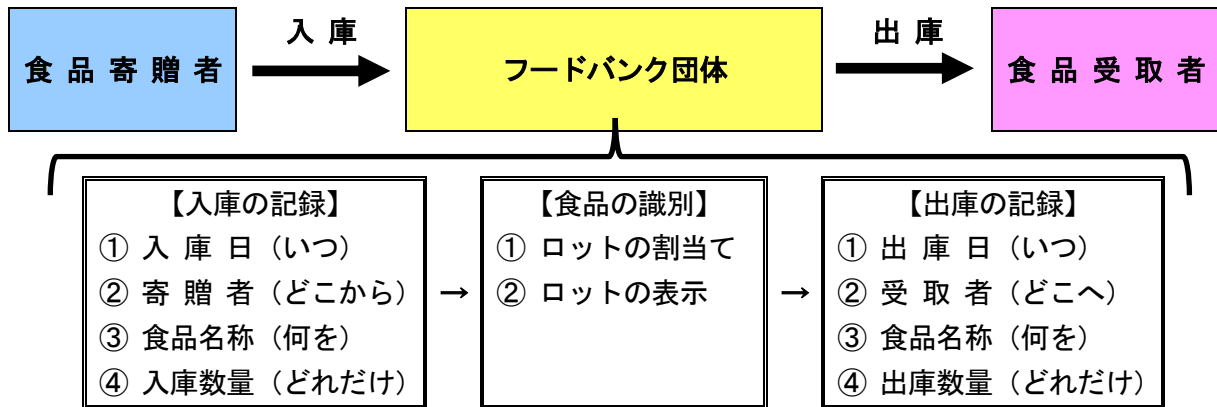 食品寄贈者
入庫
フードバンク団体
出庫
食品受取者
【入庫の記録】
① 入庫日（いつ）
② 寄贈者（どこから）
③ 食品名称（何を）
④ 入庫数量（どれだけ）
→
【食品の識別】
① ロットの割当て
② ロットの表示
→
【出庫の記録】
① 出庫日（いつ）
② 受取者（どこへ）
③ 食品名称（何を）
④ 出庫数量（どれだけ）